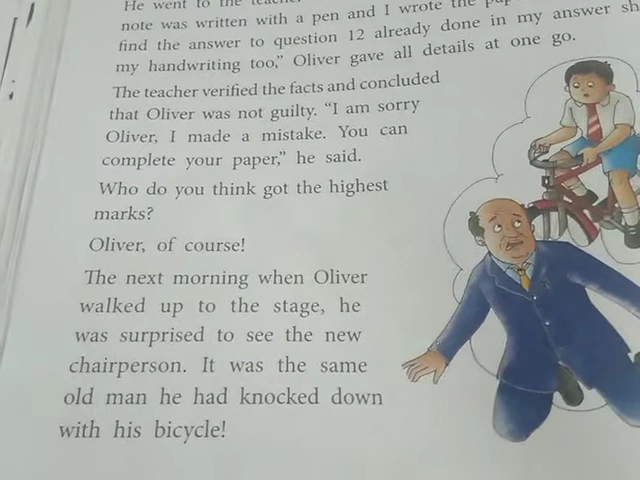 He went to the teacher
note was written with a pen and I wrote the
find the answer to question 12 already done in my answer
my handwriting too,” Oliver gave all details at one go.
The teacher verified the facts and concluded
that Oliver was not guilty. “I am sorry
Oliver, I made a mistake. You can
complete your paper,” he said.
Who do you think got the highest
marks?
Oliver, of course!
The next morning when Oliver
walked up to the stage, he
was surprised to see the new
chairperson. It was the same
old man he had knocked down
with his bicycle!